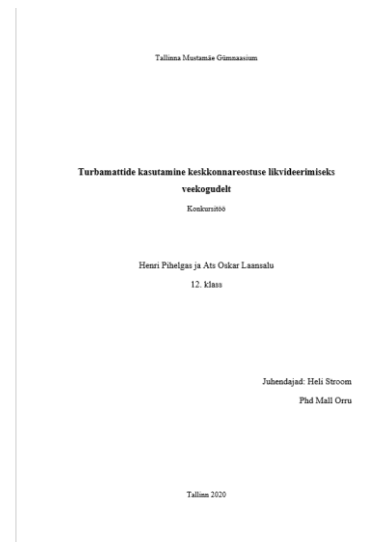 Tallinna Mustamäe Gümnaasium
Turbamattide kasutamine keskkonnareostuse likvideerimiseks
veekogudelt
Konkursitöö
Henri Pihelgas ja Ats Oskar Laansalu
12. klass
Juhendajad: Heli Stroom
Phd Mall Orru
Tallinn 2020